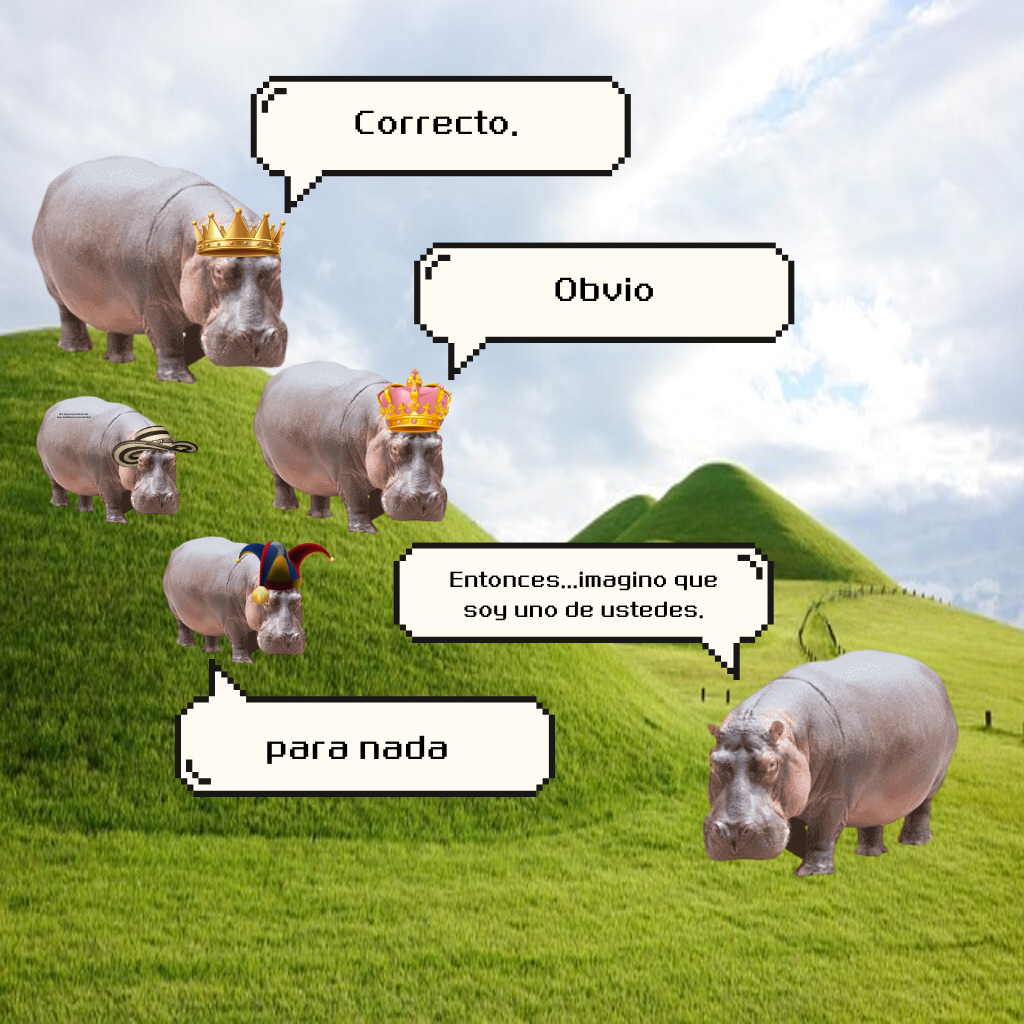 Correcto.
Obvio
Entonces...imagino que
soy uno de ustedes.
para nada